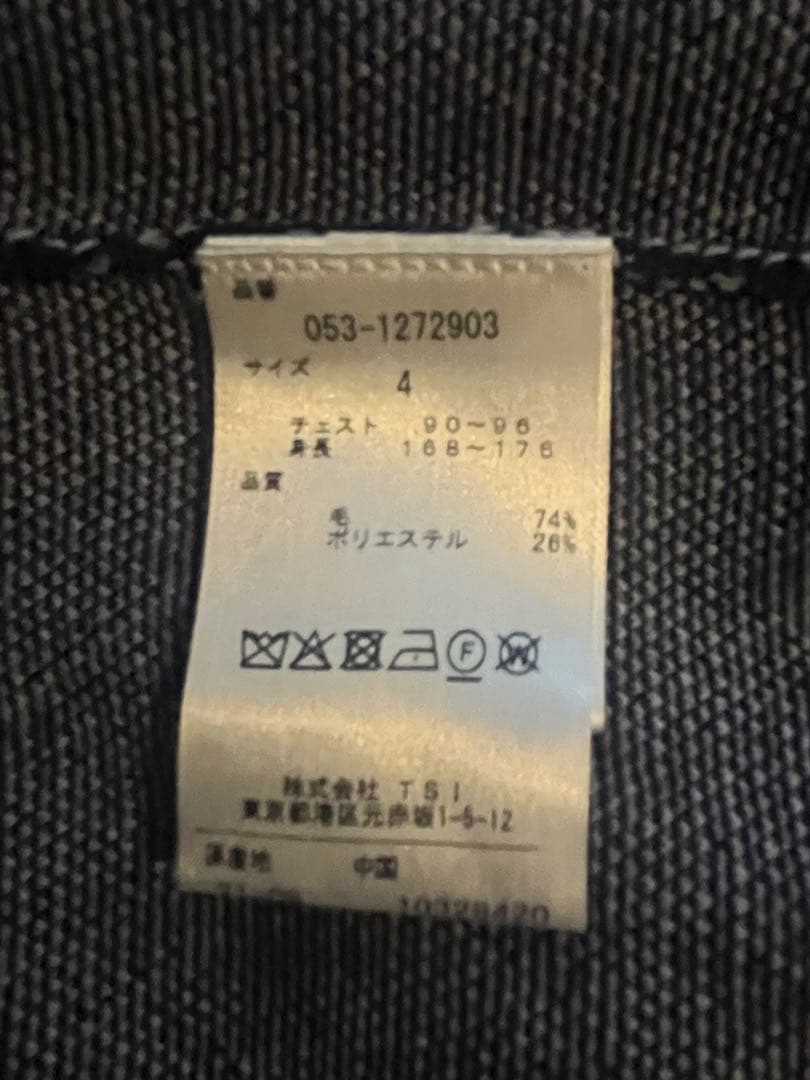 品番
053-1272903
サイズ
4
チェスト 90～96
身長 168～176
品質
毛 74%
ポリエステル 26%
F
W
株式会社 TSI
東京都港区元赤坂1-5-12
原産地 中国
10328420